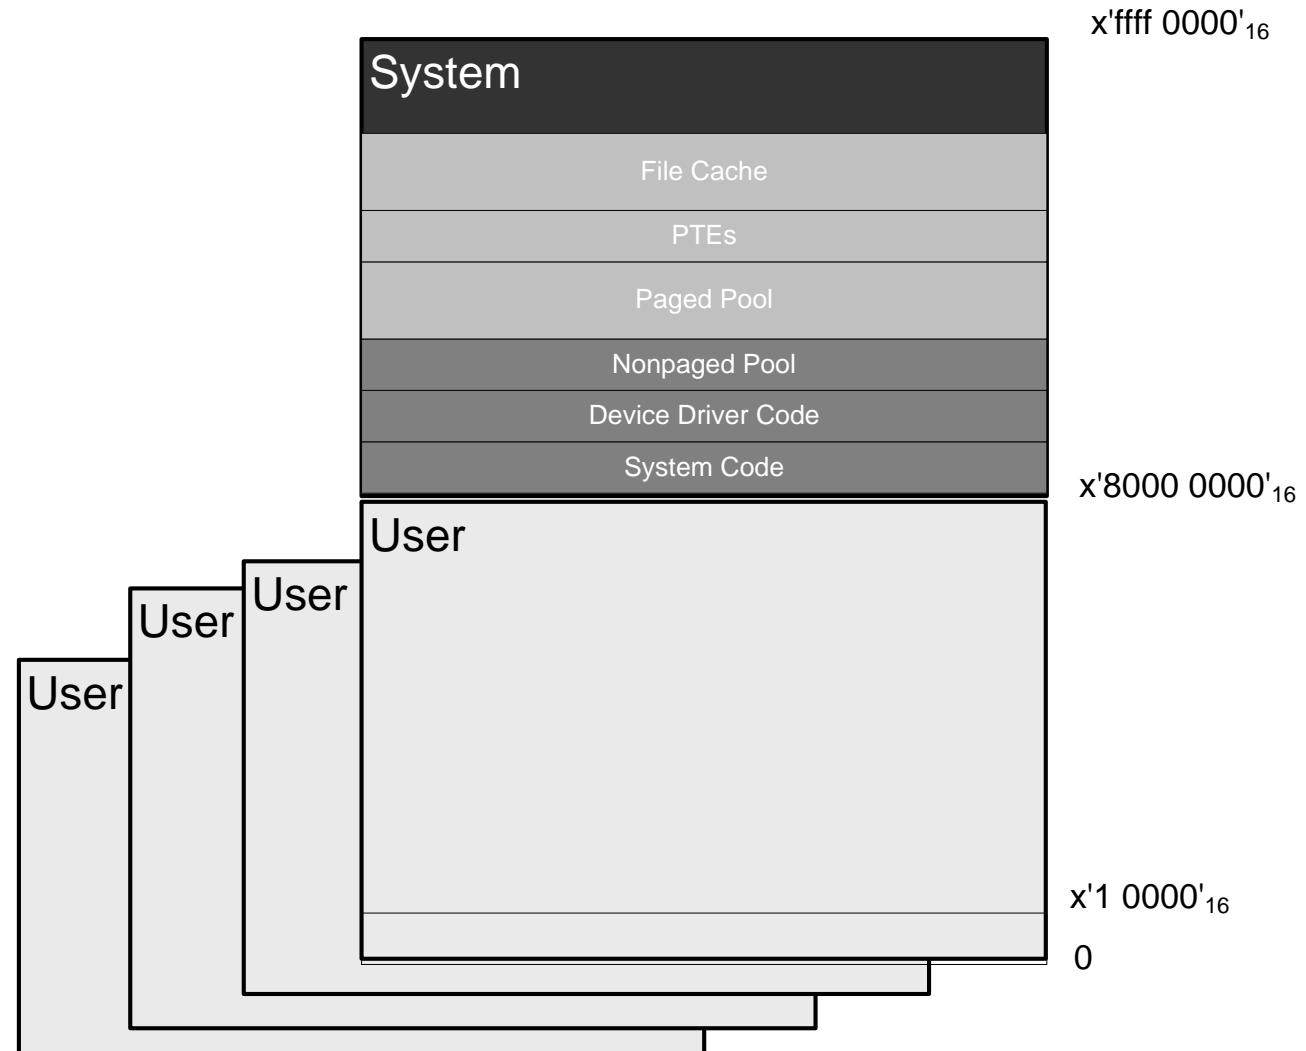 x'ffff 0000'16
System
File Cache
PTEs
Paged Pool
Nonpaged Pool
Device Driver Code
System Code
x'8000 0000'16
User
User
User
User
x'1 0000'16
0